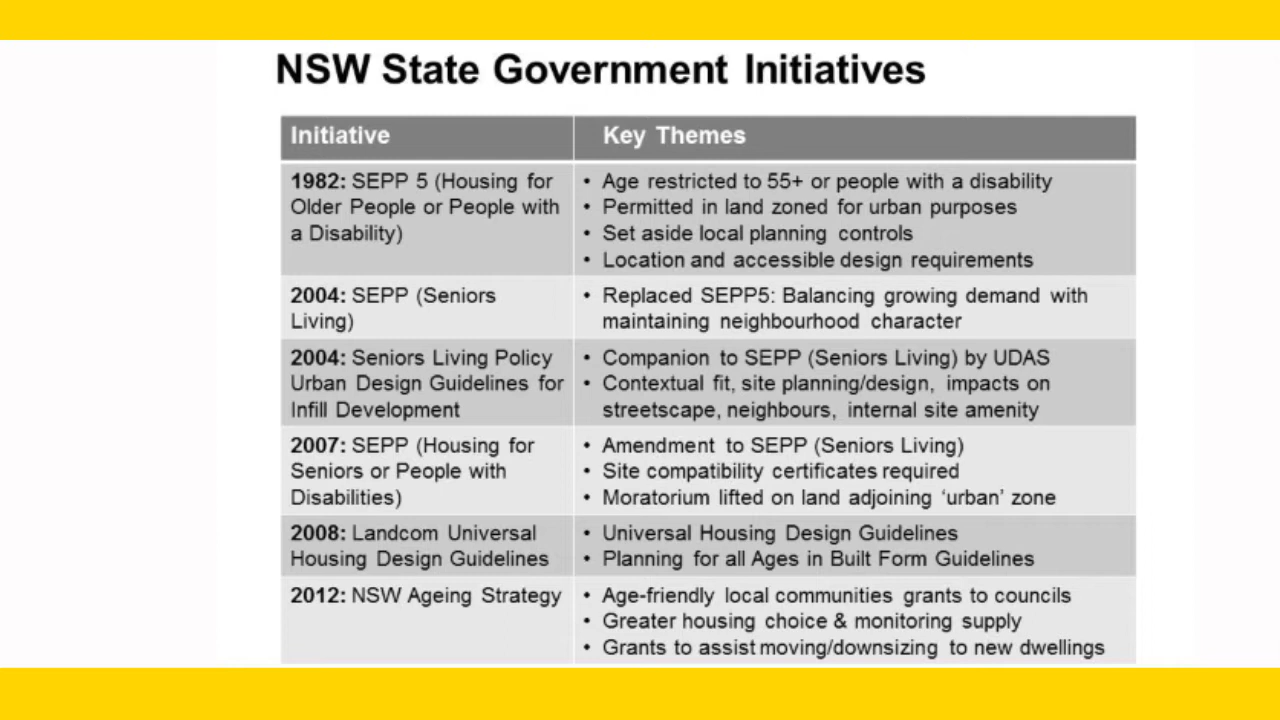 NSW State Government Initiatives
Initiative
Key Themes
1982: SEPP 5 (Housing for
Older People or People with
a Disability)
• Age restricted to 55+ or people with a disability
• Permitted in land zoned for urban purposes
• Set aside local planning controls
• Location and accessible design requirements
2004: SEPP (Seniors
Living)
• Replaced SEPP5: Balancing growing demand with
maintaining neighbourhood character
2004: Seniors Living Policy
Urban Design Guidelines for
Infill Development
• Companion to SEPP (Seniors Living) by UDAS
• Contextual fit, site planning/design, impacts on
streetscape, neighbours, internal site amenity
2007: SEPP (Housing for
Seniors or People with
Disabilities)
• Amendment to SEPP (Seniors Living)
• Site compatibility certificates required
• Moratorium lifted on land adjoining ‘urban’ zone
2008: Landcom Universal
Housing Design Guidelines
• Universal Housing Design Guidelines
• Planning for all Ages in Built Form Guidelines
2012: NSW Ageing Strategy
• Age-friendly local communities grants to councils
• Greater housing choice & monitoring supply
• Grants to assist moving/downsizing to new dwellings